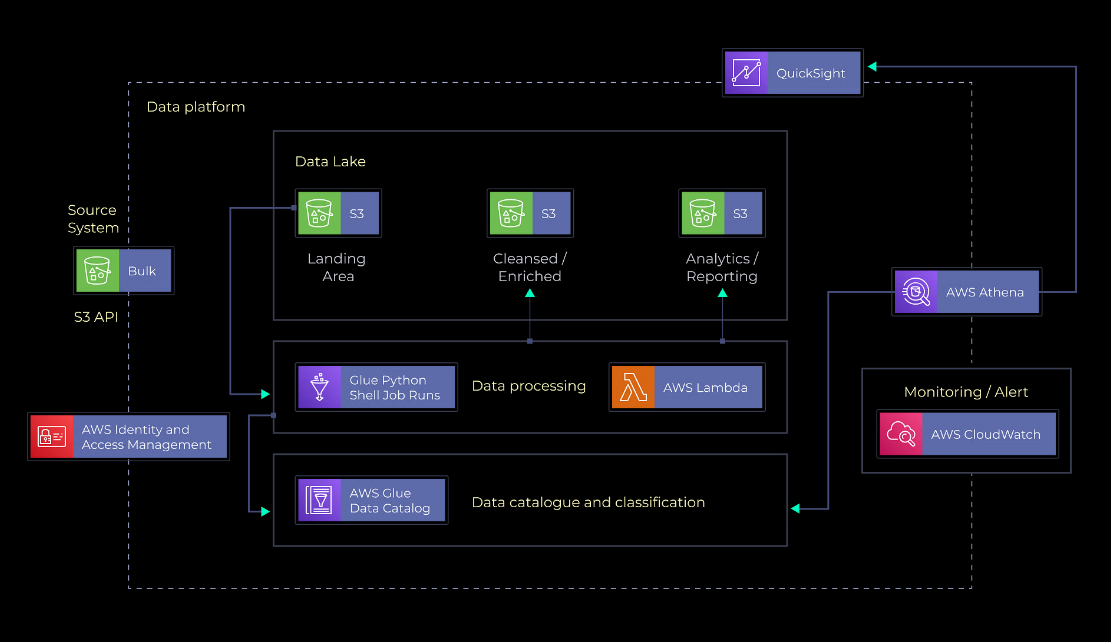 QuickSight
Data platform
Data Lake
S3
S3
S3
Source
System
Landing
Area
Cleansed /
Enriched
Analytics /
Reporting
Bulk
AWS Athena
S3 API
Glue Python
Shell Job Runs
Data processing
AWS Lambda
Monitoring / Alert
AWS Identity and
Access Management
AWS CloudWatch
AWS Glue
Data Catalog
Data catalogue and classification